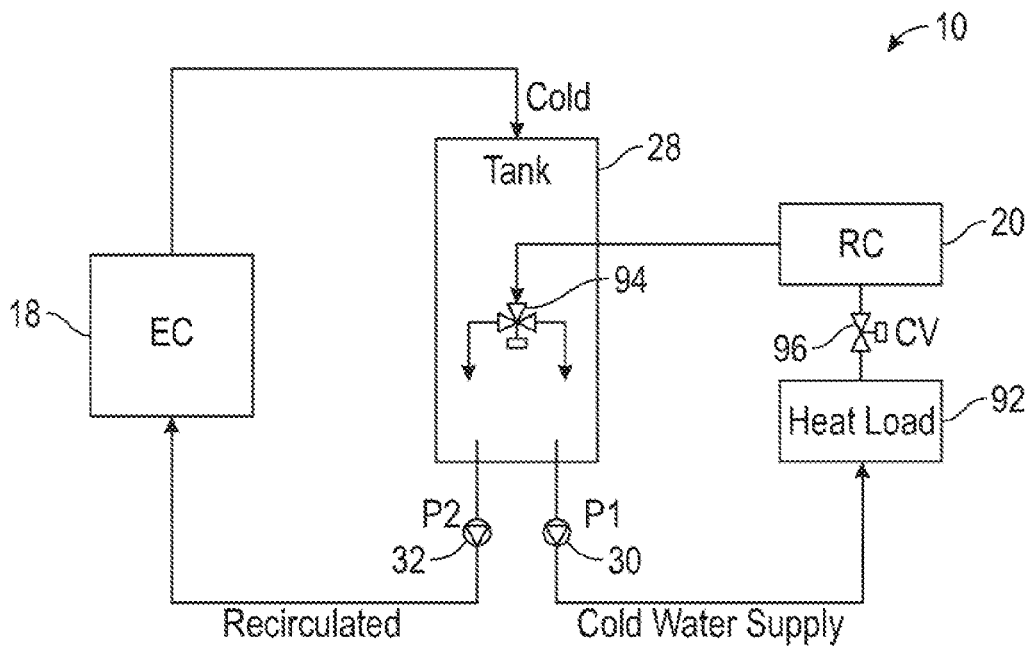 10
Cold
Tank
28
RC
20
94
18
EC
96
CV
Heat Load
92
P2
P1
32
30
Recirculated
Cold Water Supply